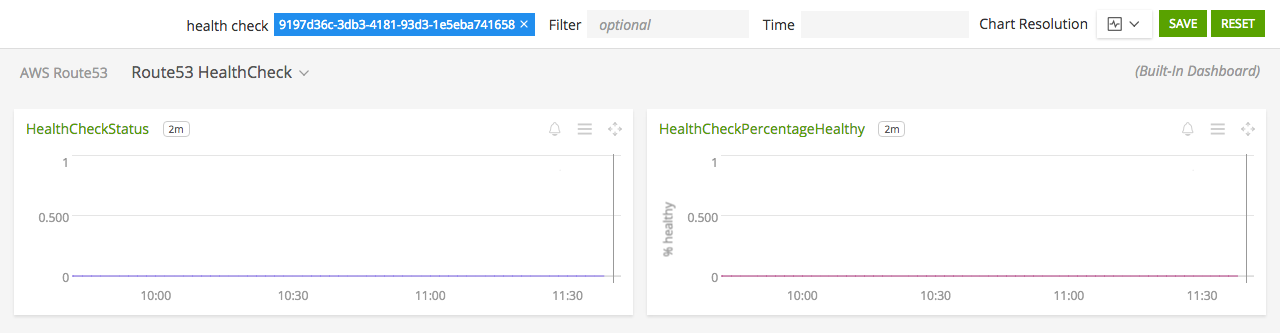 health check 9197d36c-3db3-4181-93d3-1e5eba741658 × Filter optional Time Chart Resolution SAVE RESET
AWS Route53 Route53 HealthCheck (Built-In Dashboard)
HealthCheckStatus 2m
1
0.500
0
10:00 10:30 11:00 11:30
HealthCheckPercentageHealthy 2m
% healthy
1
0.500
0
10:00 10:30 11:00 11:30